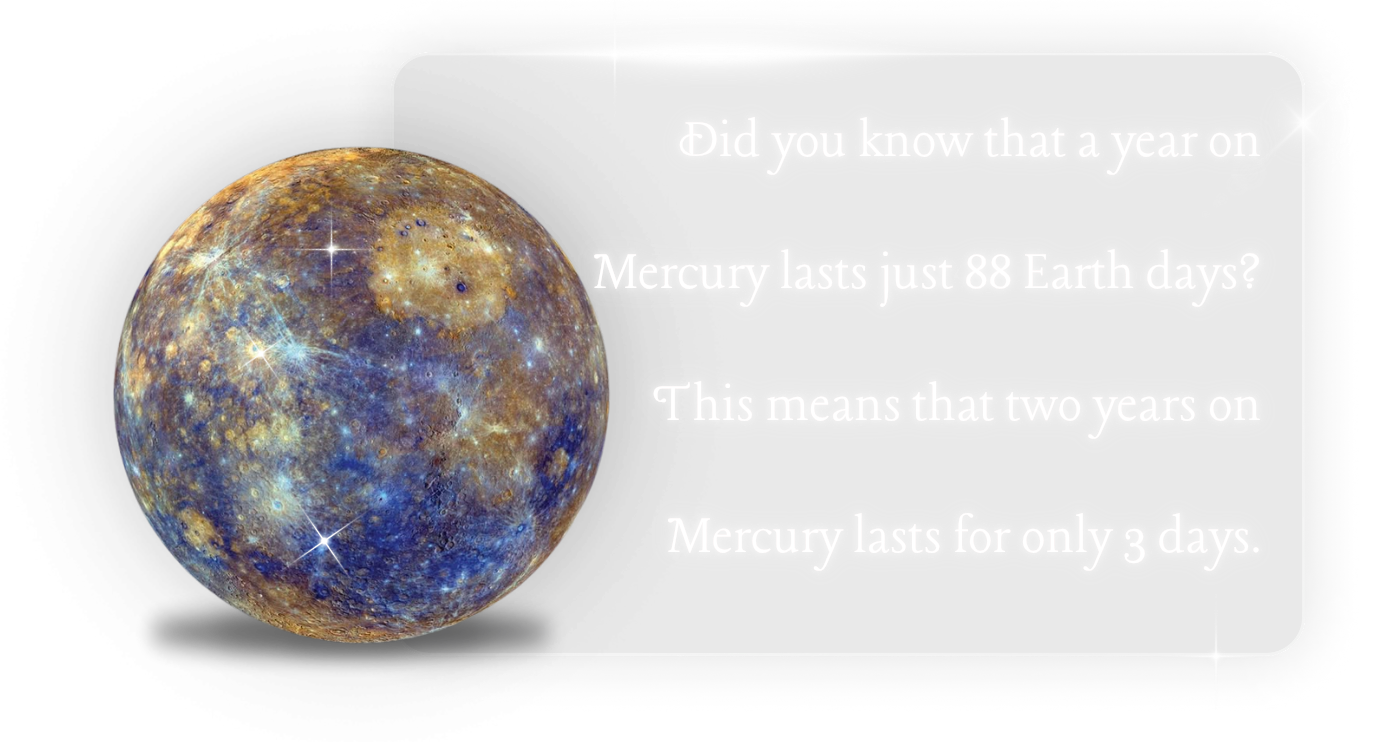 Did you know that a year on
Mercury lasts just 88 Earth days?
This means that two years on
Mercury lasts for only 3 days.